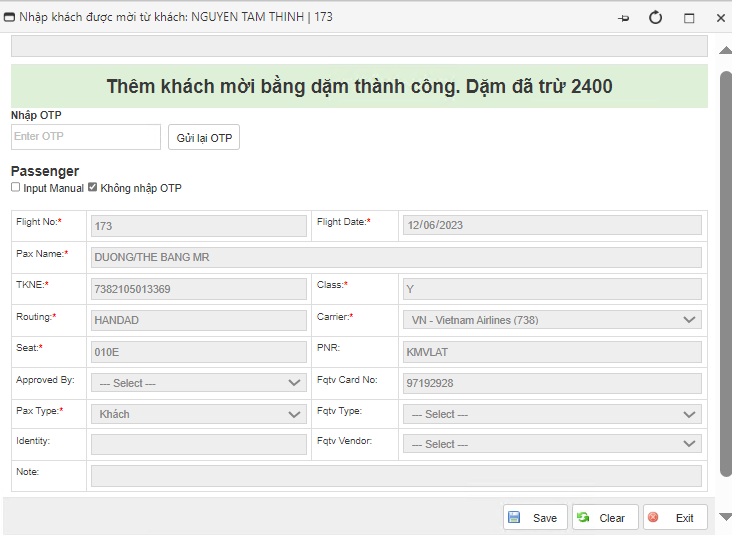 Nhập khách được mời từ khách: NGUYEN TAM THINH | 173
Thêm khách mời bằng dặm thành công. Dặm đã trừ 2400
Nhập OTP
Enter OTP
Gửi lại OTP
Passenger
Input Manual Không nhập OTP
Flight No:* 173 Flight Date:* 12/06/2023
Pax Name:* DUONG/THE BANG MR
TKNE:* 7382105013369 Class:* Y
Routing:* HANDAD Carrier:* VN - Vietnam Airlines (738)
Seat:* 010E PNR: KMVLAT
Approved By: --- Select --- Fqtv Card No: 97192928
Pax Type:* Khách Fqtv Type: --- Select ---
Identity: Fqtv Vendor: --- Select ---
Note:
Save Clear Exit